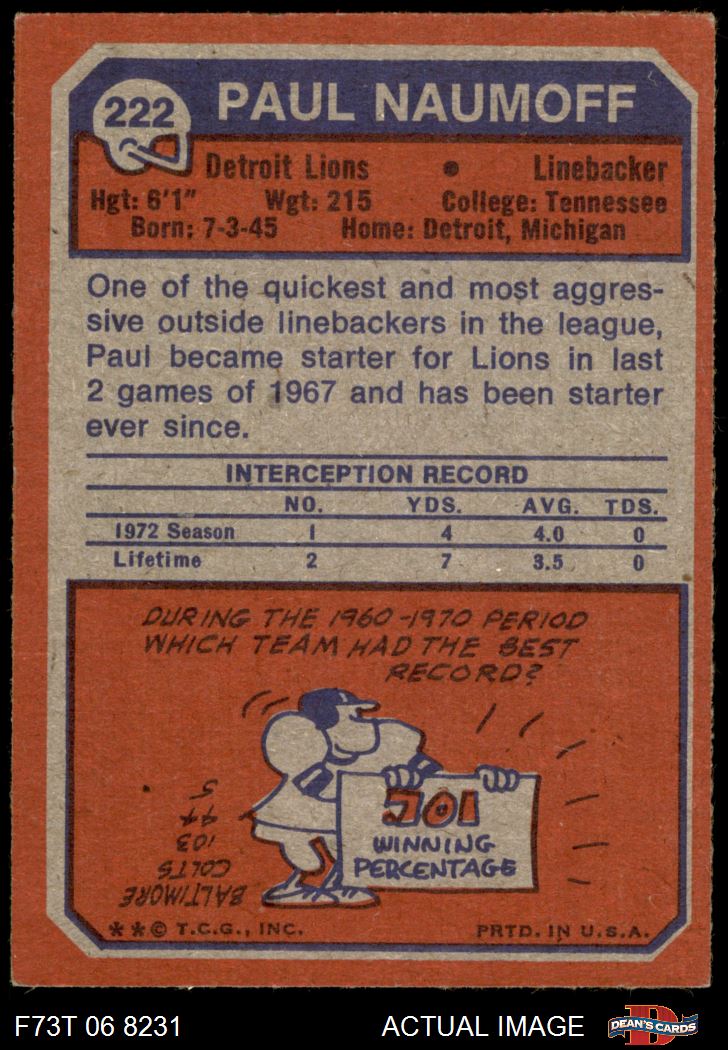 222
PAUL NAUMOFF
Detroit Lions • Linebacker
Hgt: 6'1" Wgt: 215 College: Tennessee
Born: 7-3-45 Home: Detroit, Michigan
One of the quickest and most aggres-
sive outside linebackers in the league,
Paul became starter for Lions in last
2 games of 1967 and has been starter
ever since.
INTERCEPTION RECORD
NO. YDS. AVG. TDS.
1972 Season 1 4 4.0 0
Lifetime 2 7 3.5 0
DURING THE 1960-1970 PERIOD
WHICH TEAM HAD THE BEST
RECORD?
.701
WINNING
PERCENTAGE
BALTIMORE
COLTS
103
44
5
**© T.C.G., INC. PRTD. IN U.S.A.
F73T 06 8231 ACTUAL IMAGE
D
DEAN'S CARDS